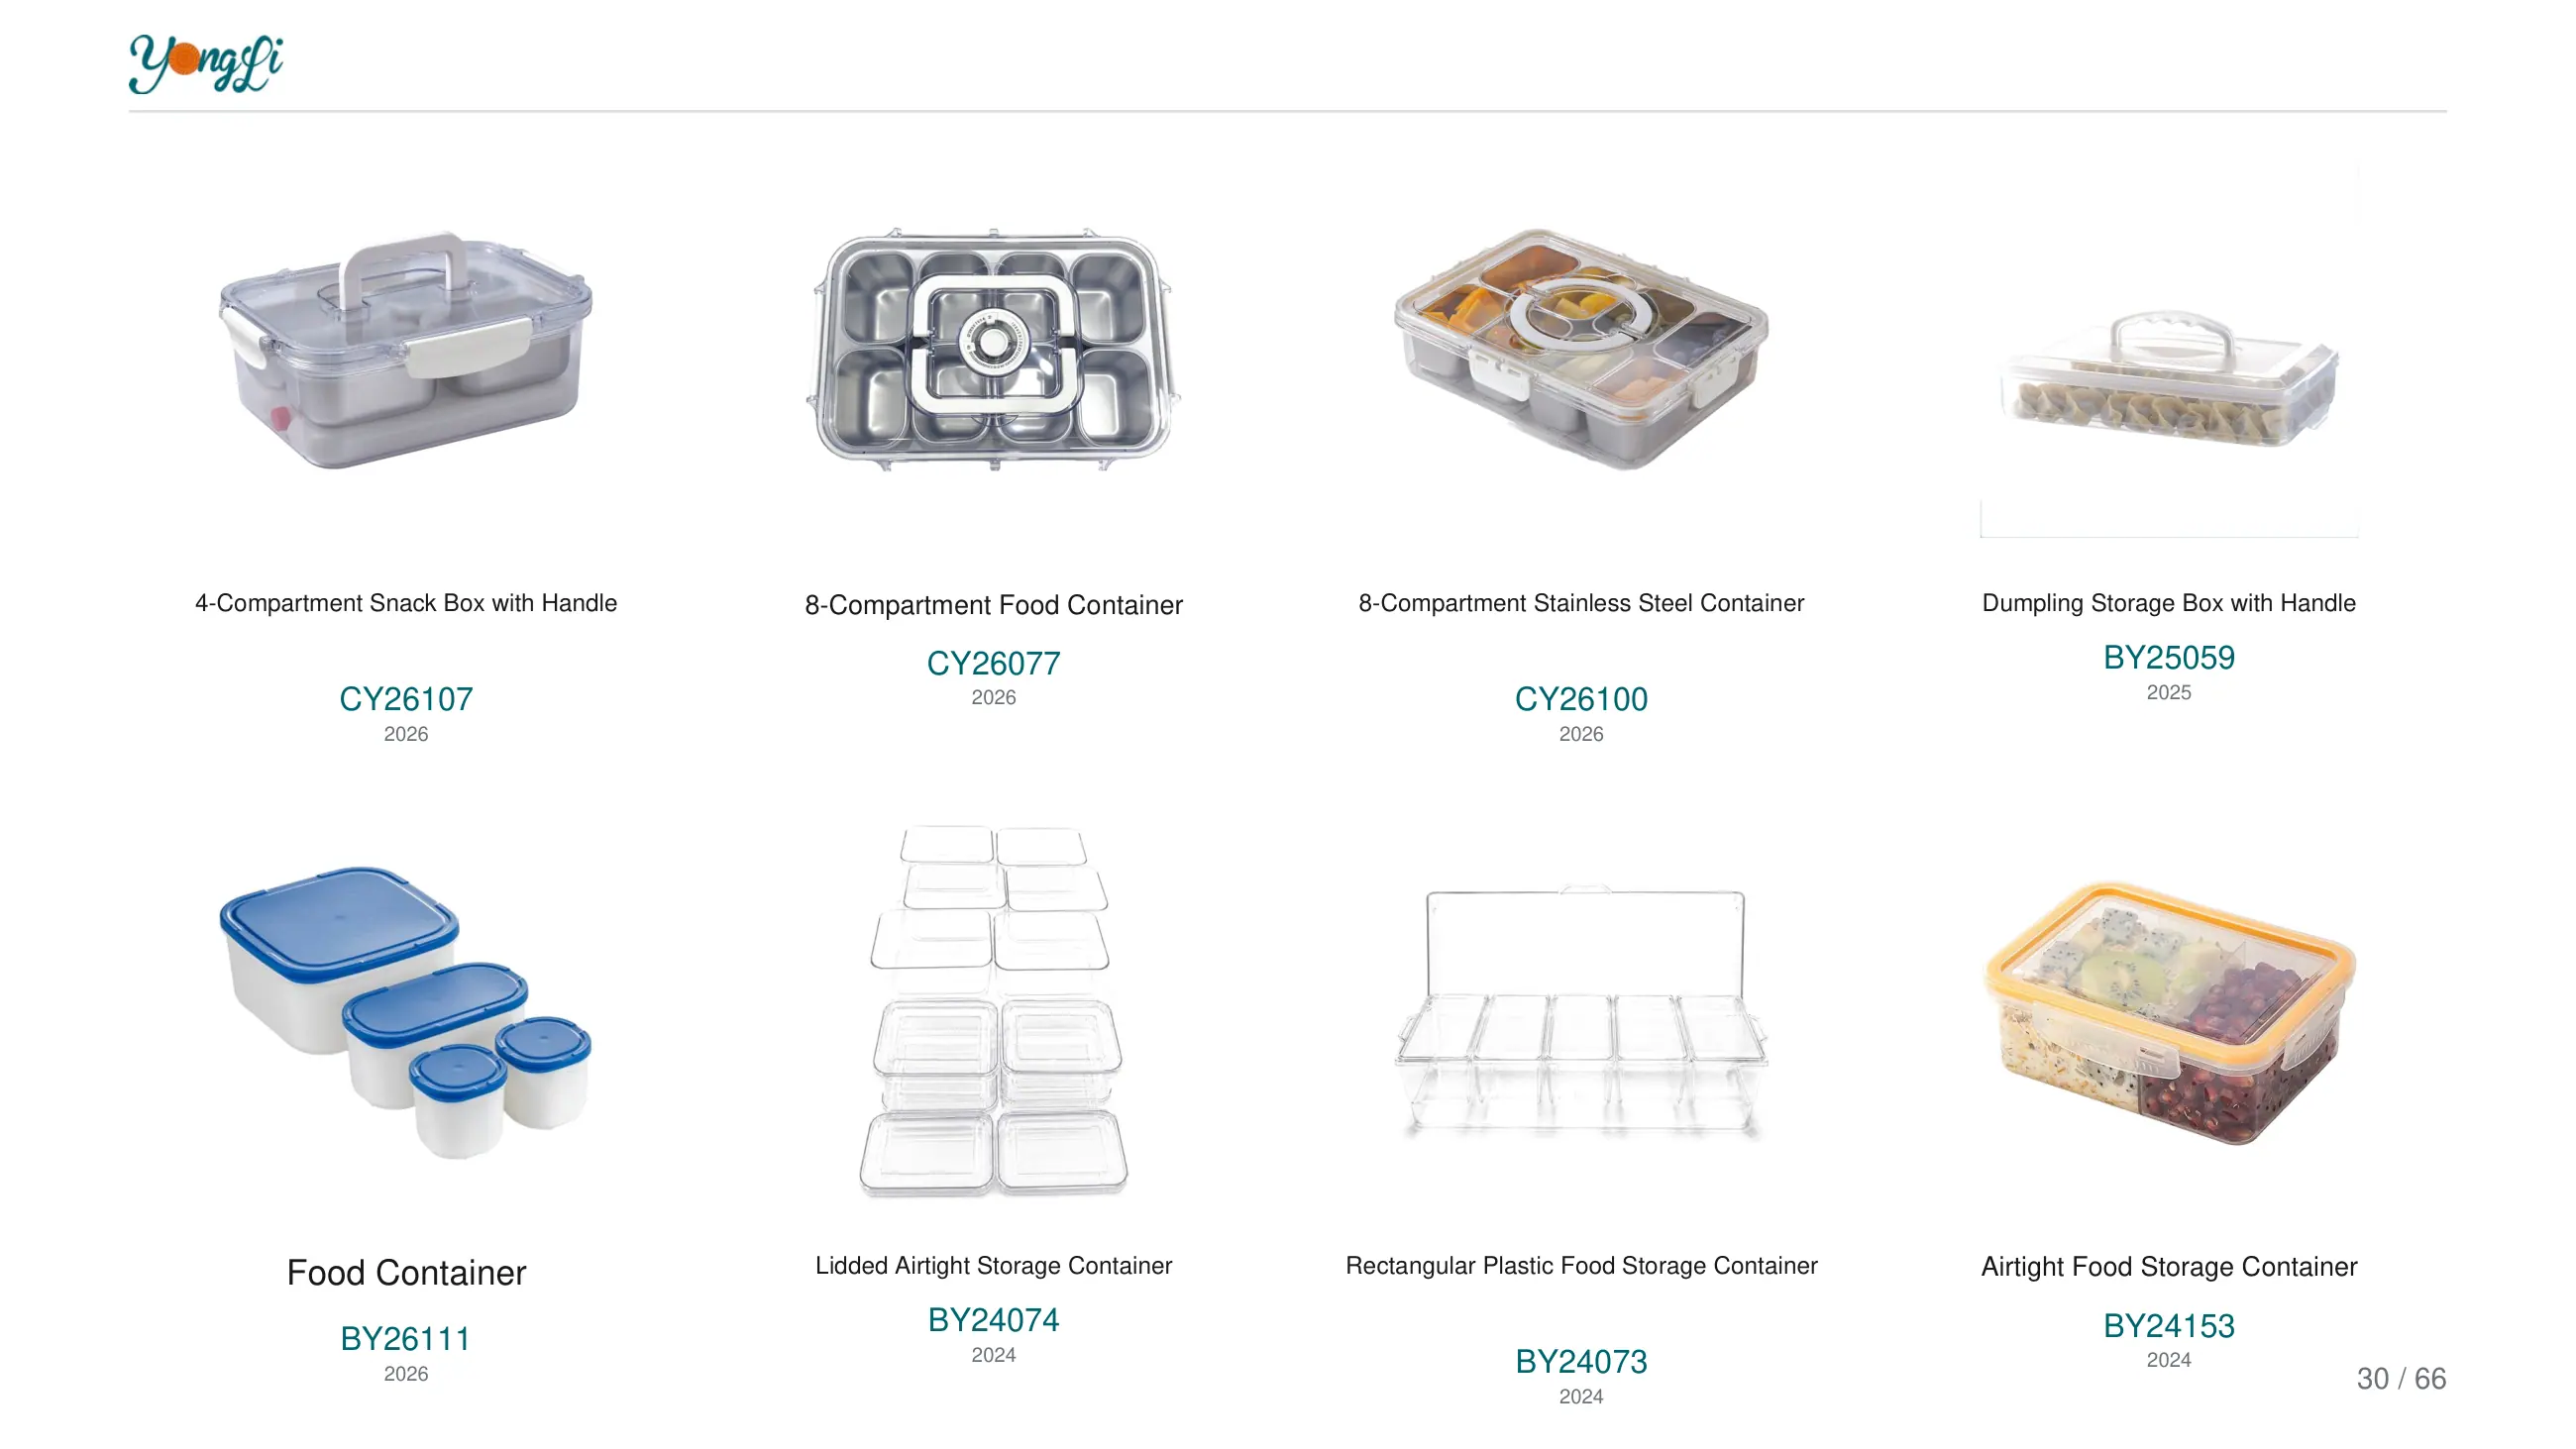 YongLi
4-Compartment Snack Box with Handle
CY26107
2026
8-Compartment Food Container
CY26077
2026
8-Compartment Stainless Steel Container
CY26100
2026
Dumpling Storage Box with Handle
BY25059
2025
Food Container
BY26111
2026
Lidded Airtight Storage Container
BY24074
2024
Rectangular Plastic Food Storage Container
BY24073
2024
Airtight Food Storage Container
BY24153
2024
30 / 66